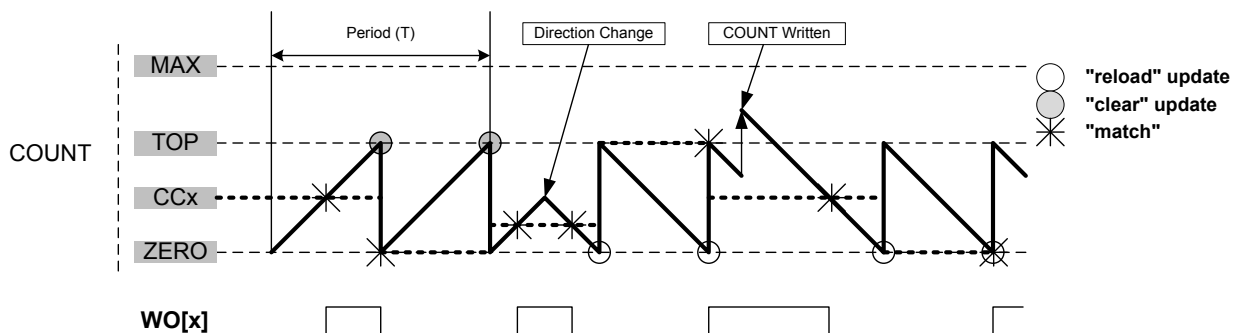 Period (T)
Direction Change
COUNT Written
MAX
"reload" update
"clear" update
"match"
TOP
COUNT
CCx
ZERO
WO[x]